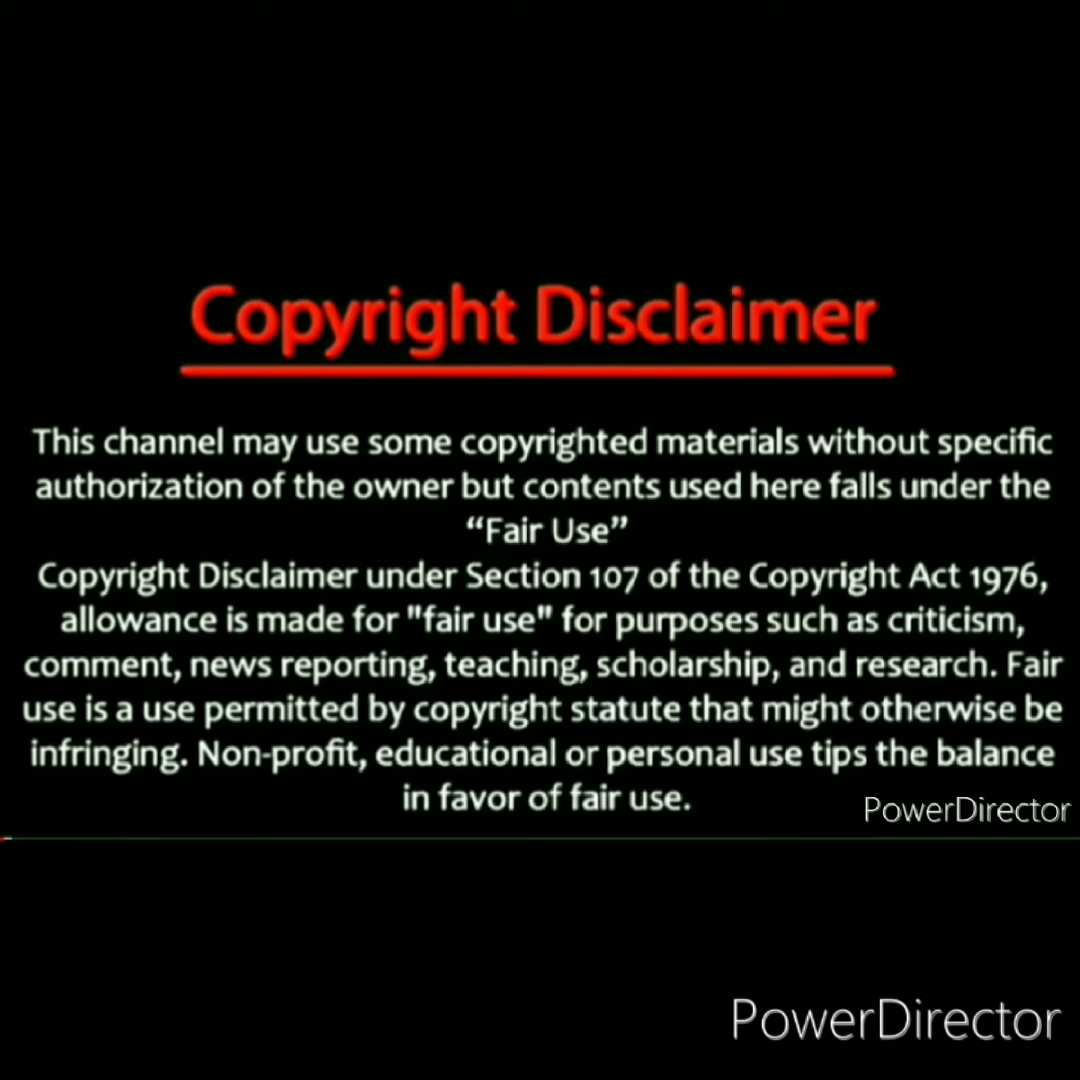 Copyright Disclaimer
This channel may use some copyrighted materials without specific
authorization of the owner but contents used here falls under the
“Fair Use”
Copyright Disclaimer under Section 107 of the Copyright Act 1976,
allowance is made for "fair use" for purposes such as criticism,
comment, news reporting, teaching, scholarship, and research. Fair
use is a use permitted by copyright statute that might otherwise be
infringing. Non-profit, educational or personal use tips the balance
in favor of fair use.
PowerDirector
PowerDirector